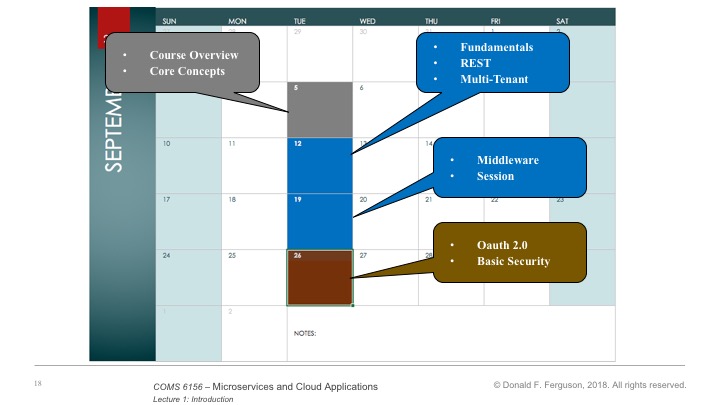 SUN MON TUE WED THU FRI SAT
29 30
• Course Overview
• Core Concepts
• Fundamentals
• REST
• Multi-Tenant
SEPTEME
5 6
10 11 12 14
• Middleware
• Session
17 18 19 20 21 22 23
• Oauth 2.0
• Basic Security
24 25 26 27 28
1 2
NOTES:
18
COMS 6156 – Microservices and Cloud Applications
Lecture 1: Introduction
© Donald F. Ferguson, 2018. All rights reserved.